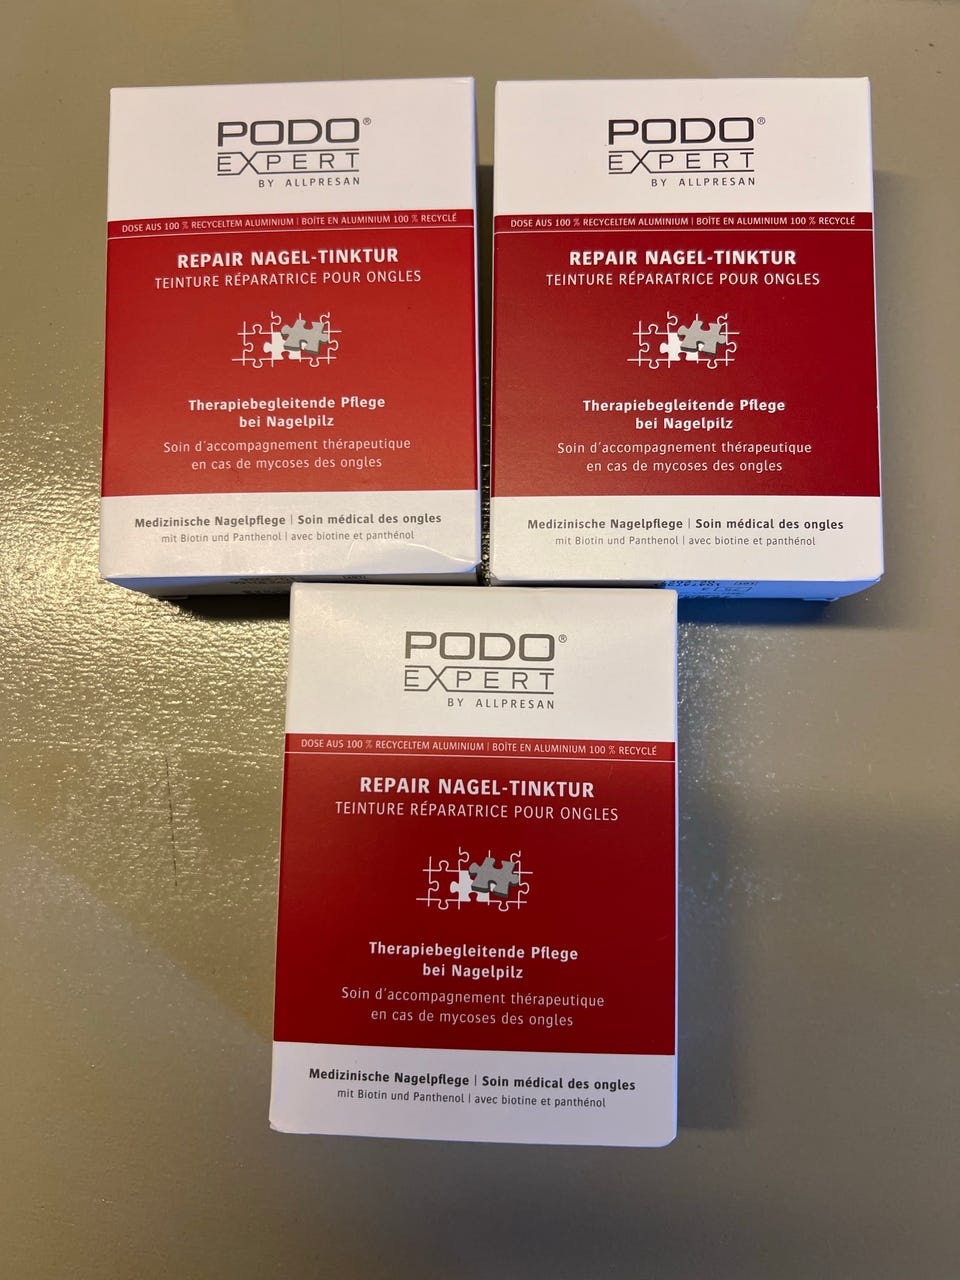 PODO®
EXPERT
BY ALLPRESAN
DOSE AUS 100 % RECYCELTEM ALUMINIUM | BOÎTE EN ALUMINIUM 100 % RECYCLÉ
REPAIR NAGEL-TINKTUR
TEINTURE RÉPARATRICE POUR ONGLES
Therapiebegleitende Pflege
bei Nagelpilz
Soin d'accompagnement thérapeutique
en cas de mycoses des ongles
Medizinische Nagelpflege | Soin médical des ongles
mit Biotin und Panthenol | avec biotine et panthénol
PODO®
EXPERT
BY ALLPRESAN
DOSE AUS 100 % RECYCELTEM ALUMINIUM | BOÎTE EN ALUMINIUM 100 % RECYCLÉ
REPAIR NAGEL-TINKTUR
TEINTURE RÉPARATRICE POUR ONGLES
Therapiebegleitende Pflege
bei Nagelpilz
Soin d'accompagnement thérapeutique
en cas de mycoses des ongles
Medizinische Nagelpflege | Soin médical des ongles
mit Biotin und Panthenol | avec biotine et panthénol
PODO®
EXPERT
BY ALLPRESAN
DOSE AUS 100 % RECYCELTEM ALUMINIUM | BOÎTE EN ALUMINIUM 100 % RECYCLÉ
REPAIR NAGEL-TINKTUR
TEINTURE RÉPARATRICE POUR ONGLES
Therapiebegleitende Pflege
bei Nagelpilz
Soin d'accompagnement thérapeutique
en cas de mycoses des ongles
Medizinische Nagelpflege | Soin médical des ongles
mit Biotin und Panthenol | avec biotine et panthénol